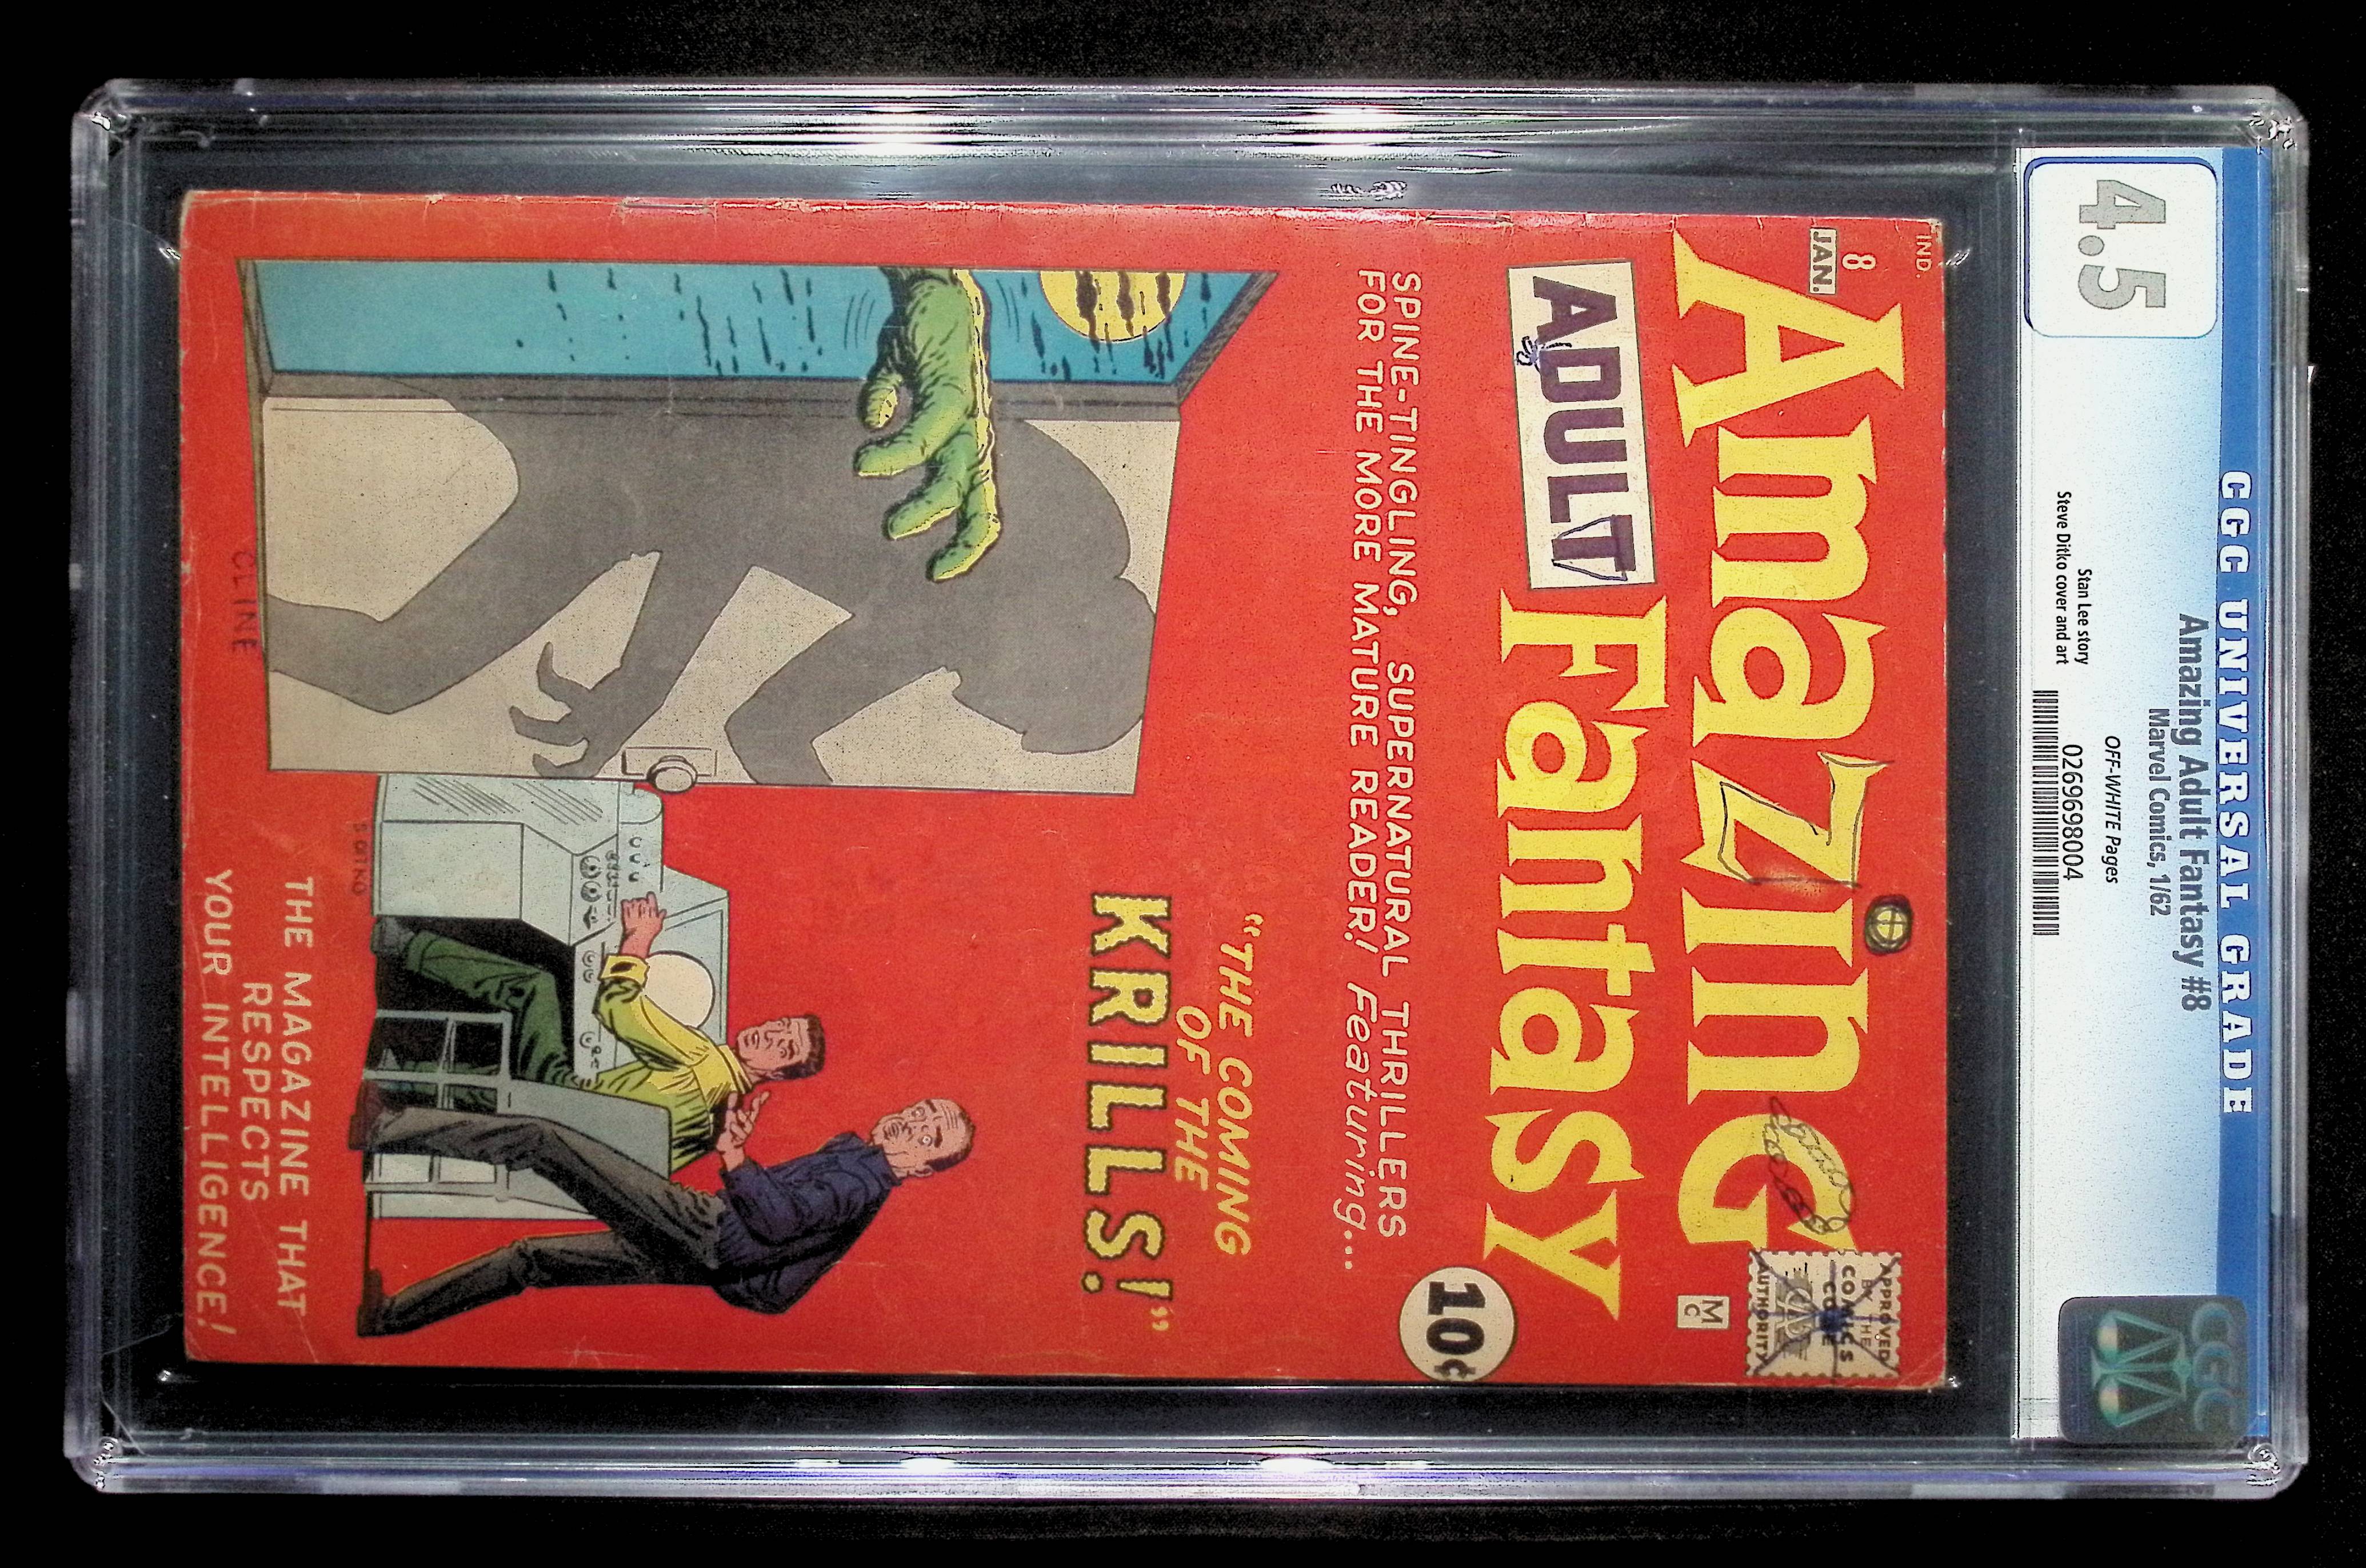 CGC UNIVERSAL GRADE
4.5
Amazing Adult Fantasy #8
Marvel Comics, 1/62
OFF-WHITE Pages
Stan Lee story
Steve Ditko cover and art
0269698004
CGC
IND.
8
JAN.
AmaZING
ADULT
Fantasy
APPROVED
BY THE
COMICS
CODE
AUTHORITY
MC
10¢
SPINE-TINGLING, SUPERNATURAL THRILLERS
FOR THE MORE MATURE READER! Featuring...
"THE COMING
OF THE
KRILLS!"
THE MAGAZINE THAT
RESPECTS
YOUR INTELLIGENCE!
CLINE